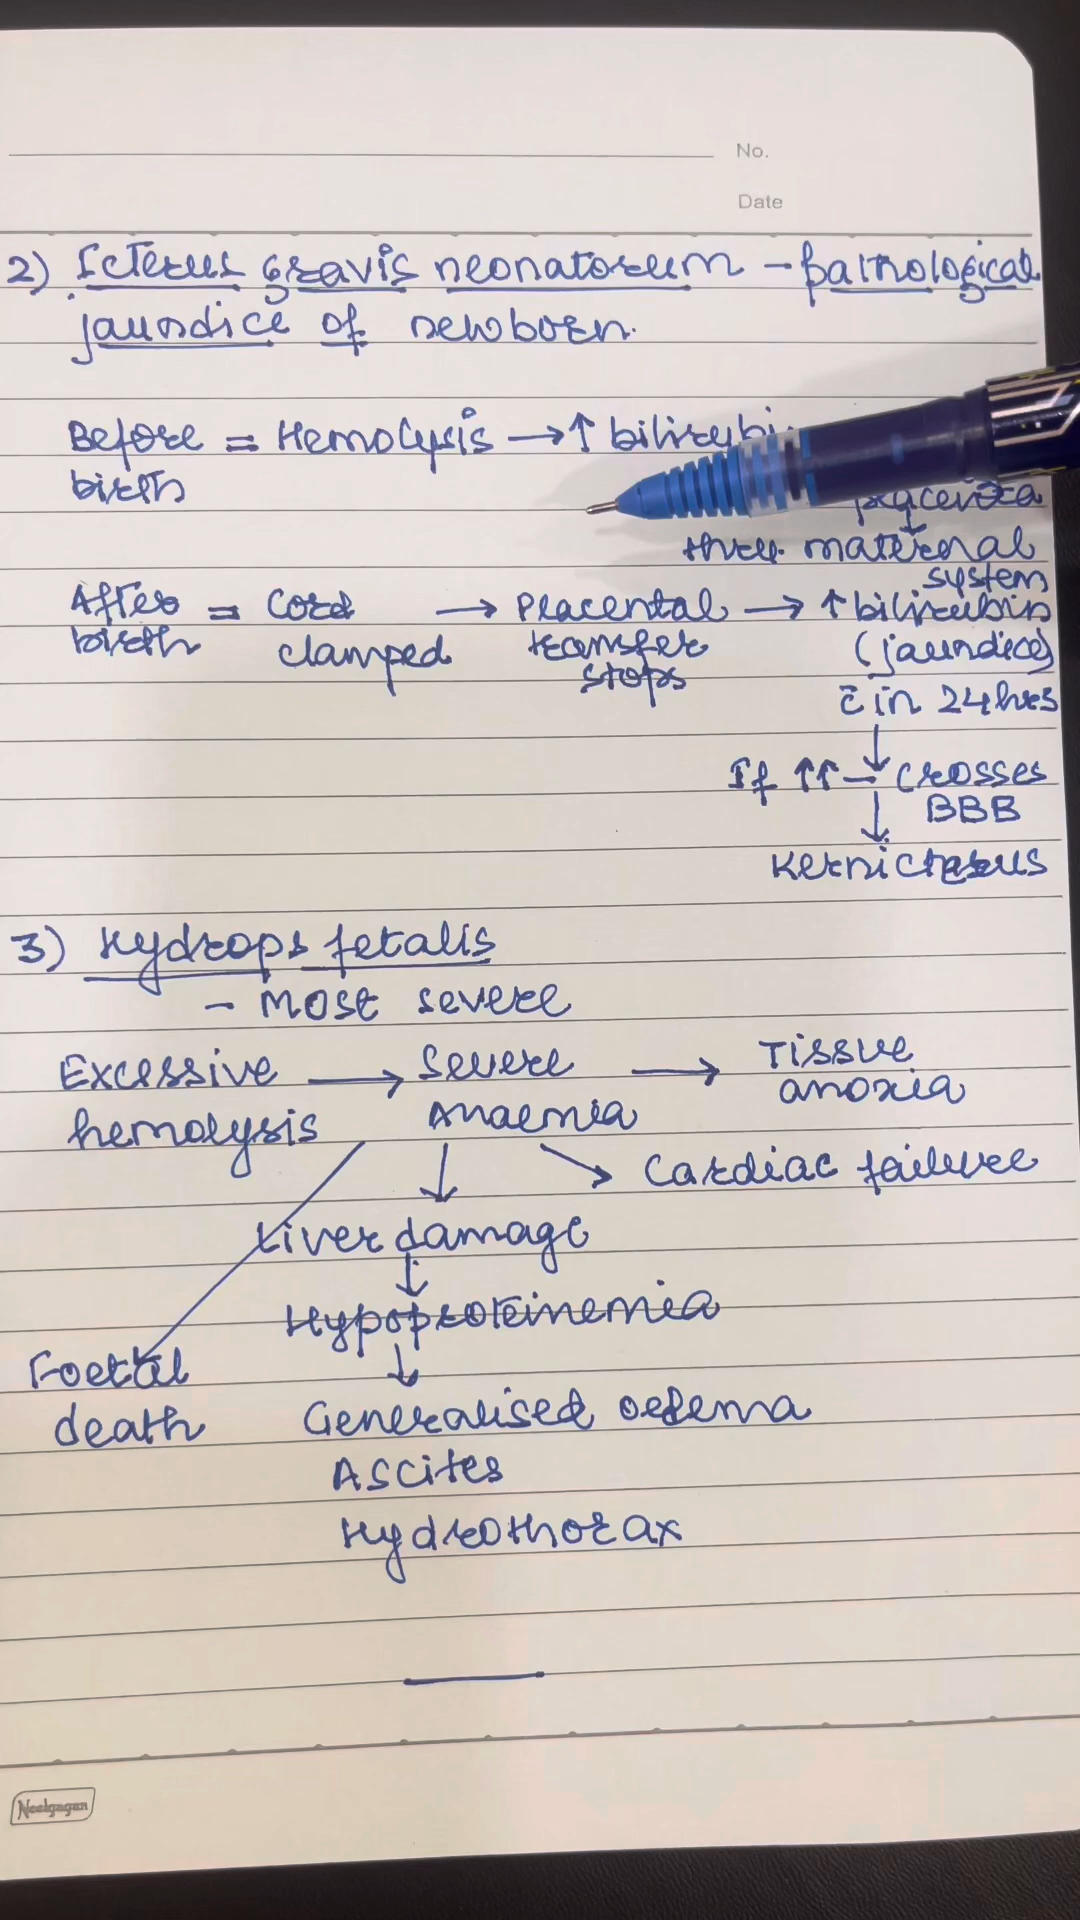 No.
Date
2) Icterus Gravis neonatorum - pathological
jaundice of newborn.
Before = Hemolysis → ↑
birth
placenta
thru. maternal
system
After = Cord → Placental → ↑ bilirubin
birth clamped transfer (jaundice)
stops
c̄ in 24 hrs
↓
If ↑↑ → Crosses
↓ BBB
Kernicterus
3) Hydrops fetalis
- Most severe
Excessive → Severe → Tissue
hemolysis Anaemia anoxia
↓ ↘ Cardiac failure
Liver damage
↓
Hypoproteinemia
↓
Foetal
death Generalised oedema
Ascites
Hydrothorax
Neelgagan